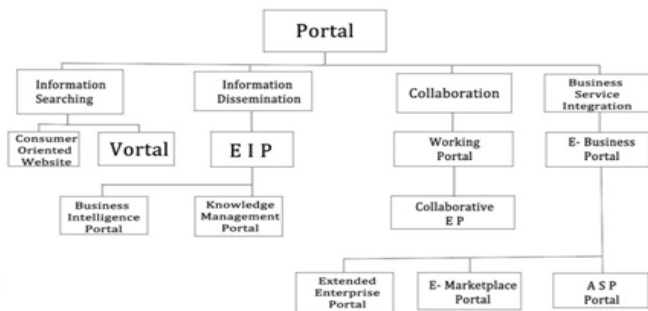 Portal
Information
Searching
Information
Dissemination
Collaboration
Business
Service
Integration
Consumer
Oriented
Website
Vortal
E I P
Working
Portal
E- Business
Portal
Business
Intelligence
Portal
Knowledge
Management
Portal
Collaborative
E P
Extended
Enterprise
Portal
E- Marketplace
Portal
A S P
Portal